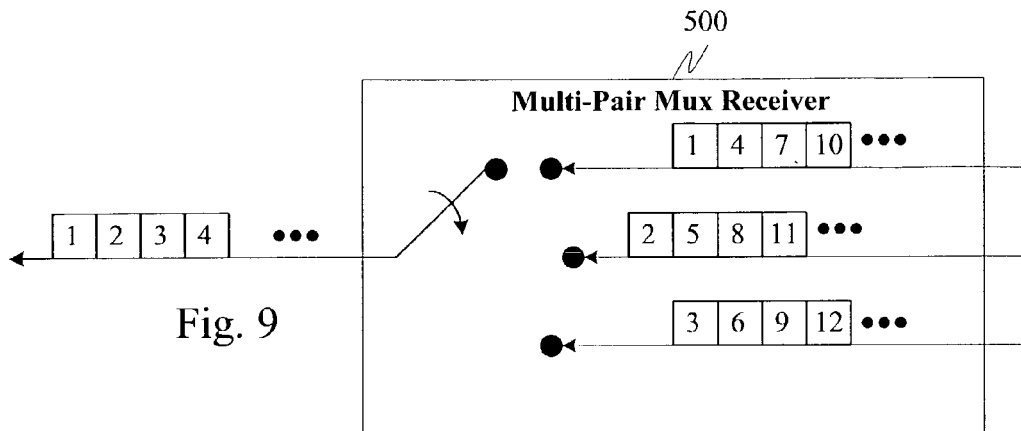 500
Multi-Pair Mux Receiver
1 4 7 10 •••
1 2 3 4 •••
2 5 8 11 •••
Fig. 9
3 6 9 12 •••